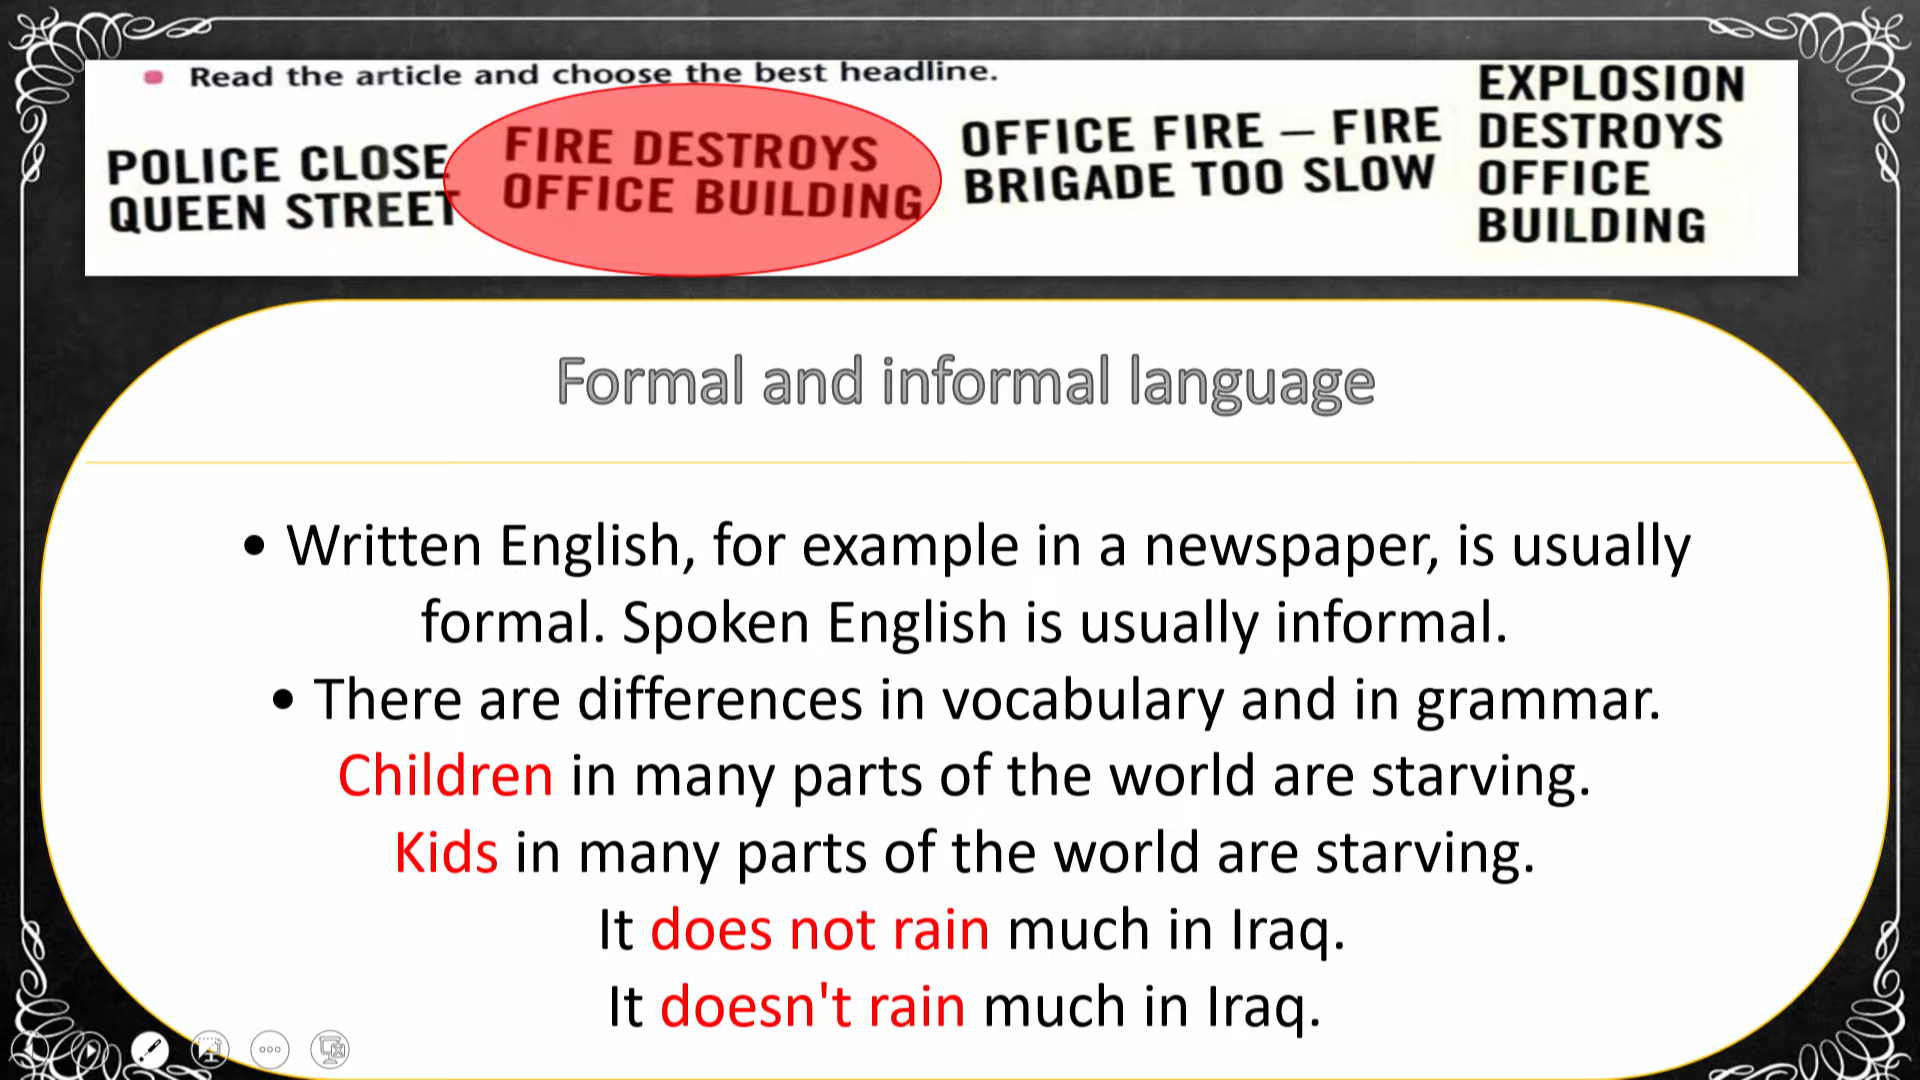 Read the article and choose the best headline.
POLICE CLOSE
QUEEN STREET
FIRE DESTROYS
OFFICE BUILDING
OFFICE FIRE – FIRE
BRIGADE TOO SLOW
EXPLOSION
DESTROYS
OFFICE
BUILDING
Formal and informal language
• Written English, for example in a newspaper, is usually
formal. Spoken English is usually informal.
• There are differences in vocabulary and in grammar.
Children in many parts of the world are starving.
Kids in many parts of the world are starving.
It does not rain much in Iraq.
It doesn't rain much in Iraq.